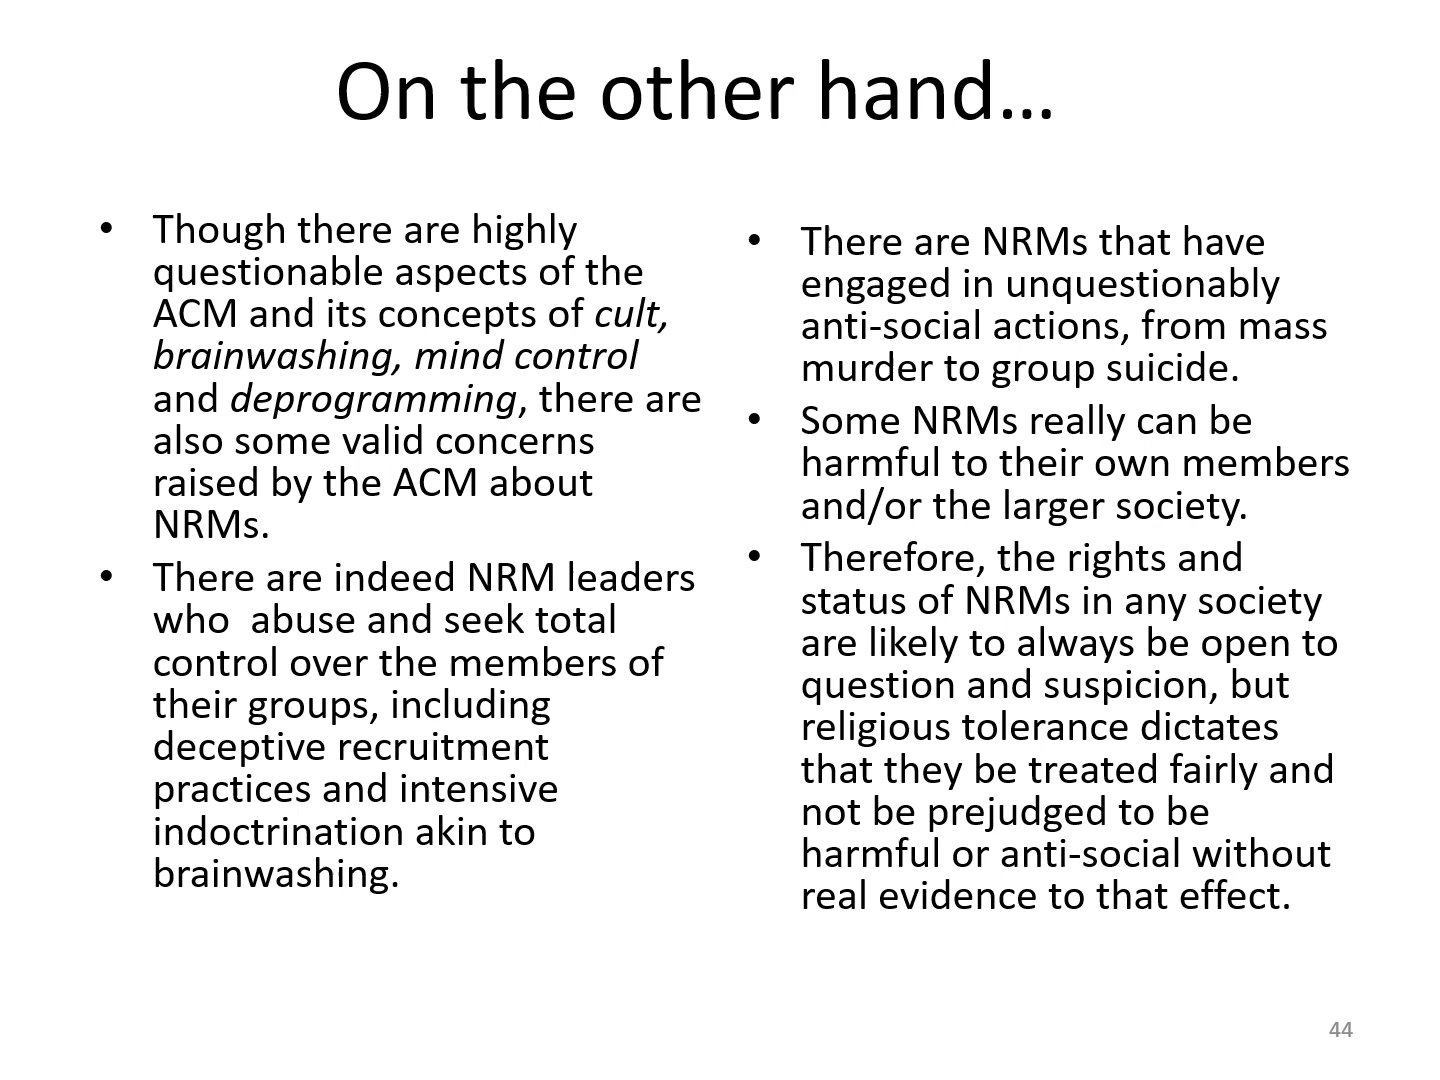 On the other hand…
• Though there are highly
questionable aspects of the
ACM and its concepts of cult,
brainwashing, mind control
and deprogramming, there are
also some valid concerns
raised by the ACM about
NRMs.
• There are indeed NRM leaders
who  abuse and seek total
control over the members of
their groups, including
deceptive recruitment
practices and intensive
indoctrination akin to
brainwashing.
• There are NRMs that have
engaged in unquestionably
anti-social actions, from mass
murder to group suicide.
• Some NRMs really can be
harmful to their own members
and/or the larger society.
• Therefore, the rights and
status of NRMs in any society
are likely to always be open to
question and suspicion, but
religious tolerance dictates
that they be treated fairly and
not be prejudged to be
harmful or anti-social without
real evidence to that effect.
44